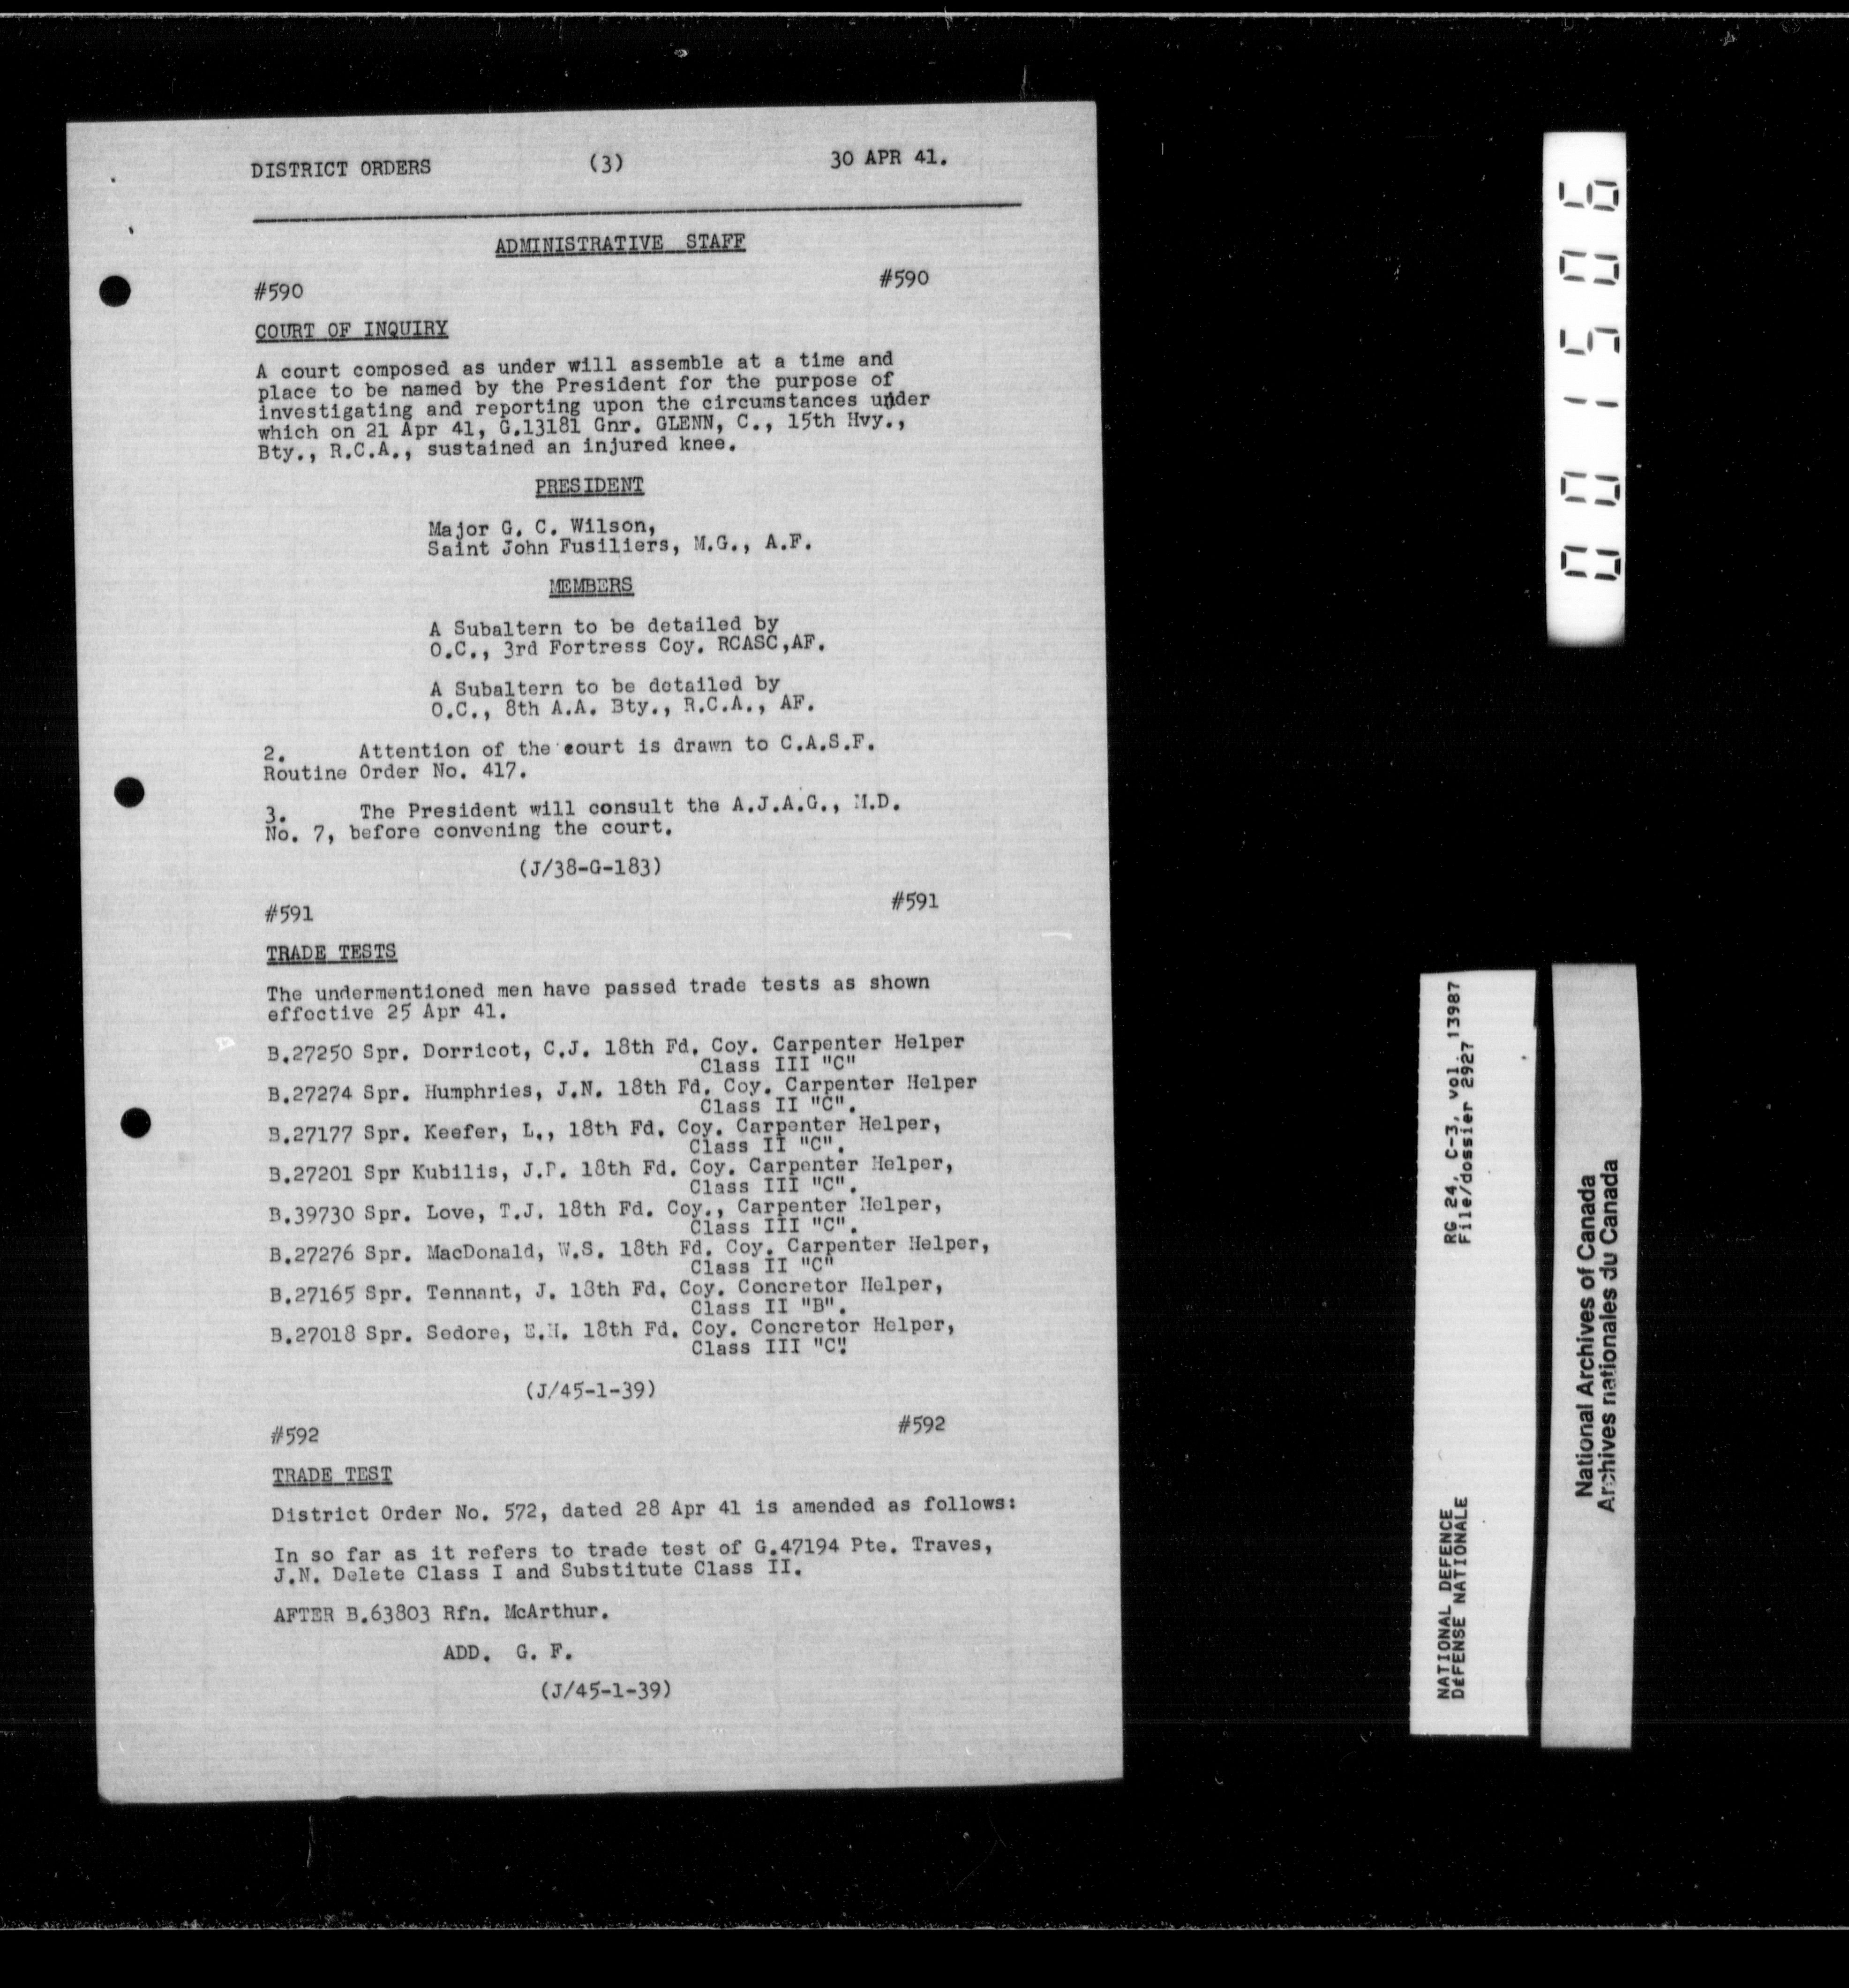 DISTRICT ORDERS (3) 30 APR 41.
ADMINISTRATIVE STAFF
#590 #590
COURT OF INQUIRY
A court composed as under will assemble at a time and
place to be named by the President for the purpose of
investigating and reporting upon the circumstances under
which on 21 Apr 41, G.13181 Gnr. GLENN, C., 15th Hvy.,
Bty., R.C.A., sustained an injured knee.
PRESIDENT
Major G. C. Wilson,
Saint John Fusiliers, M.G., A.F.
MEMBERS
A Subaltern to be detailed by
O.C., 3rd Fortress Coy. RCASC,AF.
A Subaltern to be detailed by
O.C., 8th A.A. Bty., R.C.A., AF.
2. Attention of the court is drawn to C.A.S.F.
Routine Order No. 417.
3. The President will consult the A.J.A.G., M.D.
No. 7, before convening the court.
(J/38-G-183)
#591 #591
TRADE TESTS
The undermentioned men have passed trade tests as shown
effective 25 Apr 41.
B.27250 Spr. Dorricot, C.J. 18th Fd. Coy. Carpenter Helper
Class III "C"
B.27274 Spr. Humphries, J.N. 18th Fd. Coy. Carpenter Helper
Class II "C".
B.27177 Spr. Keefer, L., 18th Fd. Coy. Carpenter Helper,
Class II "C".
B.27201 Spr Kubilis, J.P. 18th Fd. Coy. Carpenter Helper,
Class III "C".
B.39730 Spr. Love, T.J. 18th Fd. Coy., Carpenter Helper,
Class III "C".
B.27276 Spr. MacDonald, W.S. 18th Fd. Coy. Carpenter Helper,
Class II "C"
B.27165 Spr. Tennant, J. 18th Fd. Coy. Concretor Helper,
Class II "B".
B.27018 Spr. Sedore, E.H. 18th Fd. Coy. Concretor Helper,
Class III "C".
(J/45-1-39)
#592 #592
TRADE TEST
District Order No. 572, dated 28 Apr 41 is amended as follows:
In so far as it refers to trade test of G.47194 Pte. Traves,
J.N. Delete Class I and Substitute Class II.
AFTER B.63803 Rfn. McArthur.
ADD. G. F.
(J/45-1-39)
001506
NATIONAL DEFENCE RG 24, C-3, vol. 13987
DÉFENSE NATIONALE File/dossier 2927
National Archives of Canada
Archives nationales du Canada